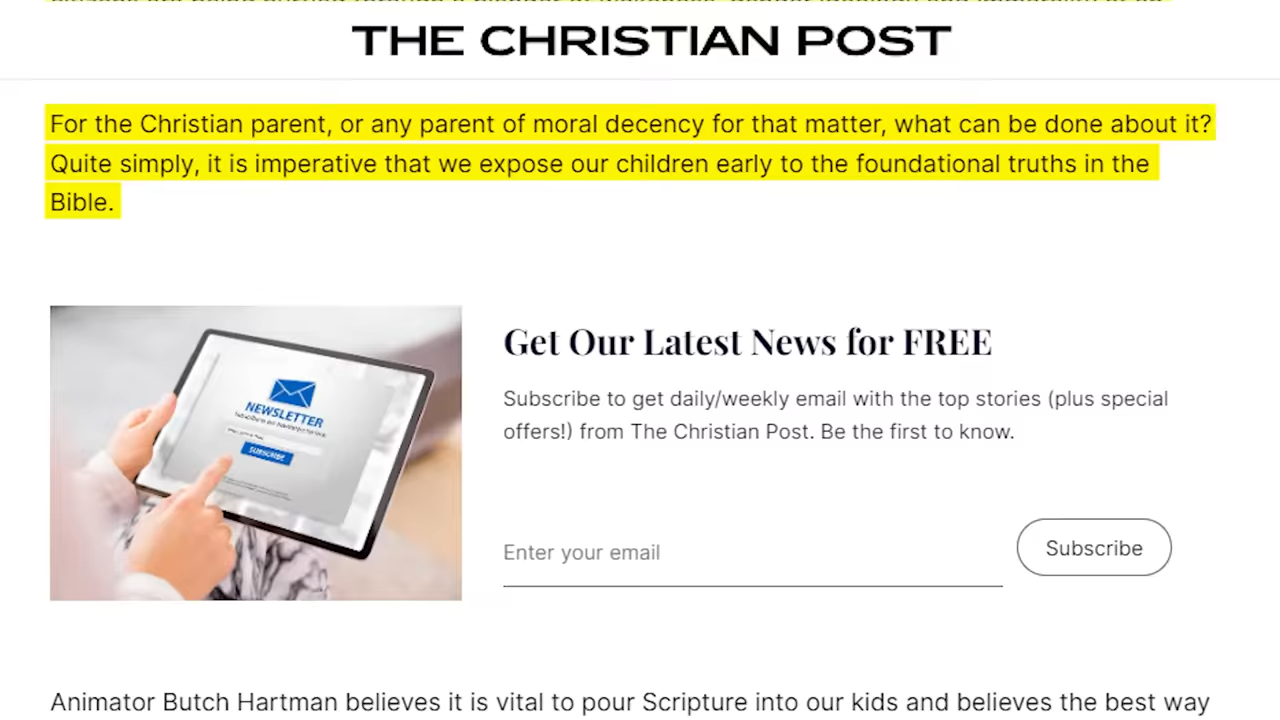 THE CHRISTIAN POST
For the Christian parent, or any parent of moral decency for that matter, what can be done about it?
Quite simply, it is imperative that we expose our children early to the foundational truths in the
Bible.
NEWSLETTER
SUBSCRIBE
Get Our Latest News for FREE
Subscribe to get daily/weekly email with the top stories (plus special
offers!) from The Christian Post. Be the first to know.
Enter your email
Subscribe
Animator Butch Hartman believes it is vital to pour Scripture into our kids and believes the best way